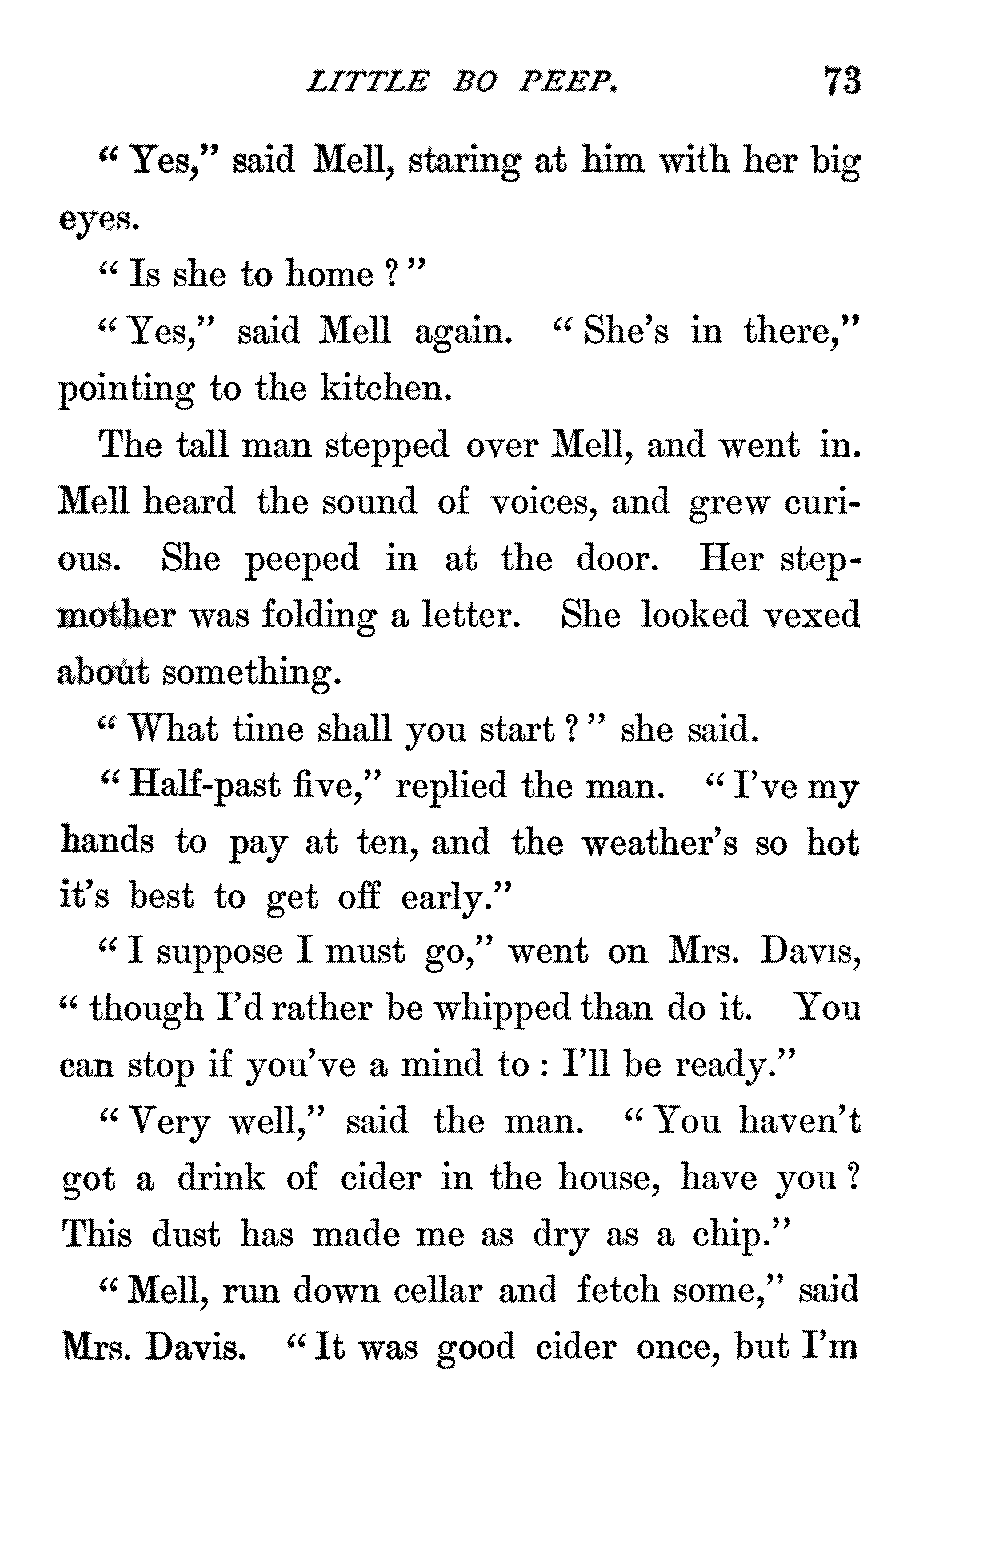 LITTLE BO PEEP. 73
“ Yes,” said Mell, staring at him with her big
eyes.
“ Is she to home ? ”
“ Yes,” said Mell again. “ She’s in there,”
pointing to the kitchen.
The tall man stepped over Mell, and went in.
Mell heard the sound of voices, and grew curi-
ous. She peeped in at the door. Her step-
mother was folding a letter. She looked vexed
about something.
“ What time shall you start ? ” she said.
“ Half-past five,” replied the man. “ I’ve my
hands to pay at ten, and the weather’s so hot
it’s best to get off early.”
“ I suppose I must go,” went on Mrs. Davis,
“ though I’d rather be whipped than do it. You
can stop if you’ve a mind to : I’ll be ready.”
“ Very well,” said the man. “ You haven’t
got a drink of cider in the house, have you ?
This dust has made me as dry as a chip.”
“ Mell, run down cellar and fetch some,” said
Mrs. Davis. “ It was good cider once, but I’m